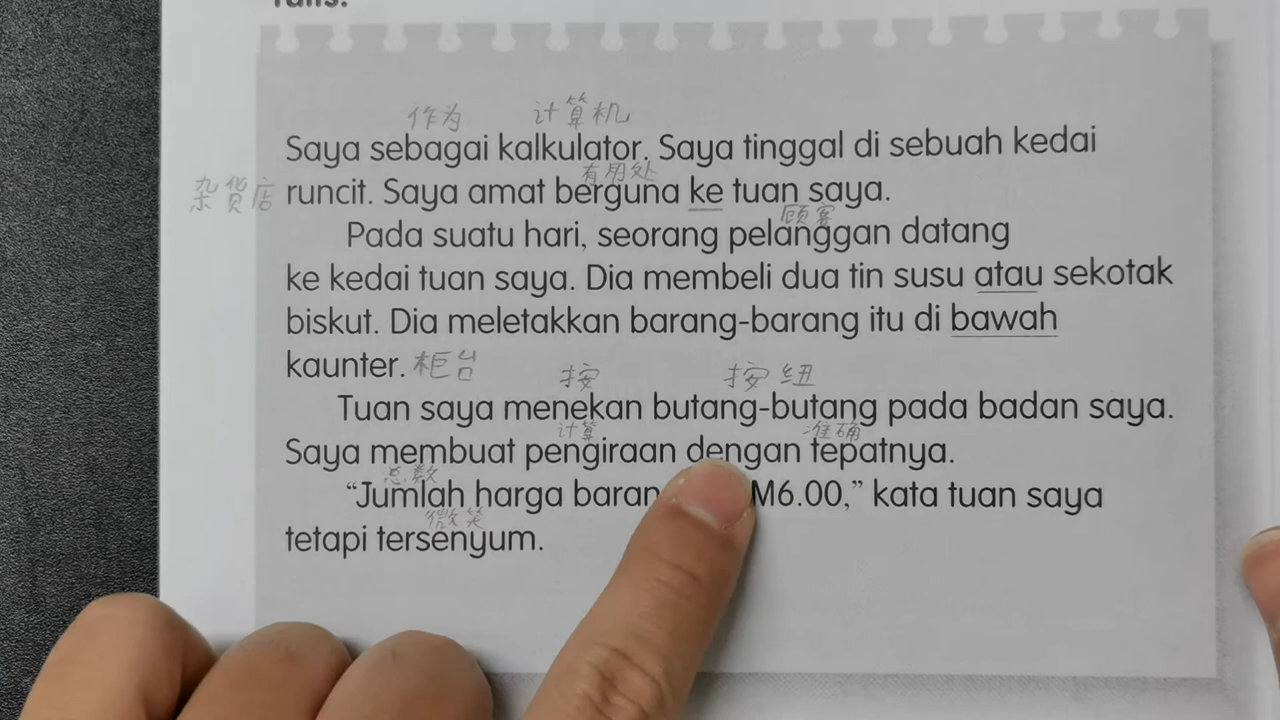 作为 计算机
Saya sebagai kalkulator. Saya tinggal di sebuah kedai
有用处
杂货店 runcit. Saya amat berguna ke tuan saya.
顾客
Pada suatu hari, seorang pelanggan datang
ke kedai tuan saya. Dia membeli dua tin susu atau sekotak
biskut. Dia meletakkan barang-barang itu di bawah
kaunter. 柜台
按 按纽
Tuan saya menekan butang-butang pada badan saya.
计算 准确
Saya membuat pengiraan dengan tepatnya.
总数
“Jumlah harga baran M6.00,” kata tuan saya
微笑
tetapi tersenyum.